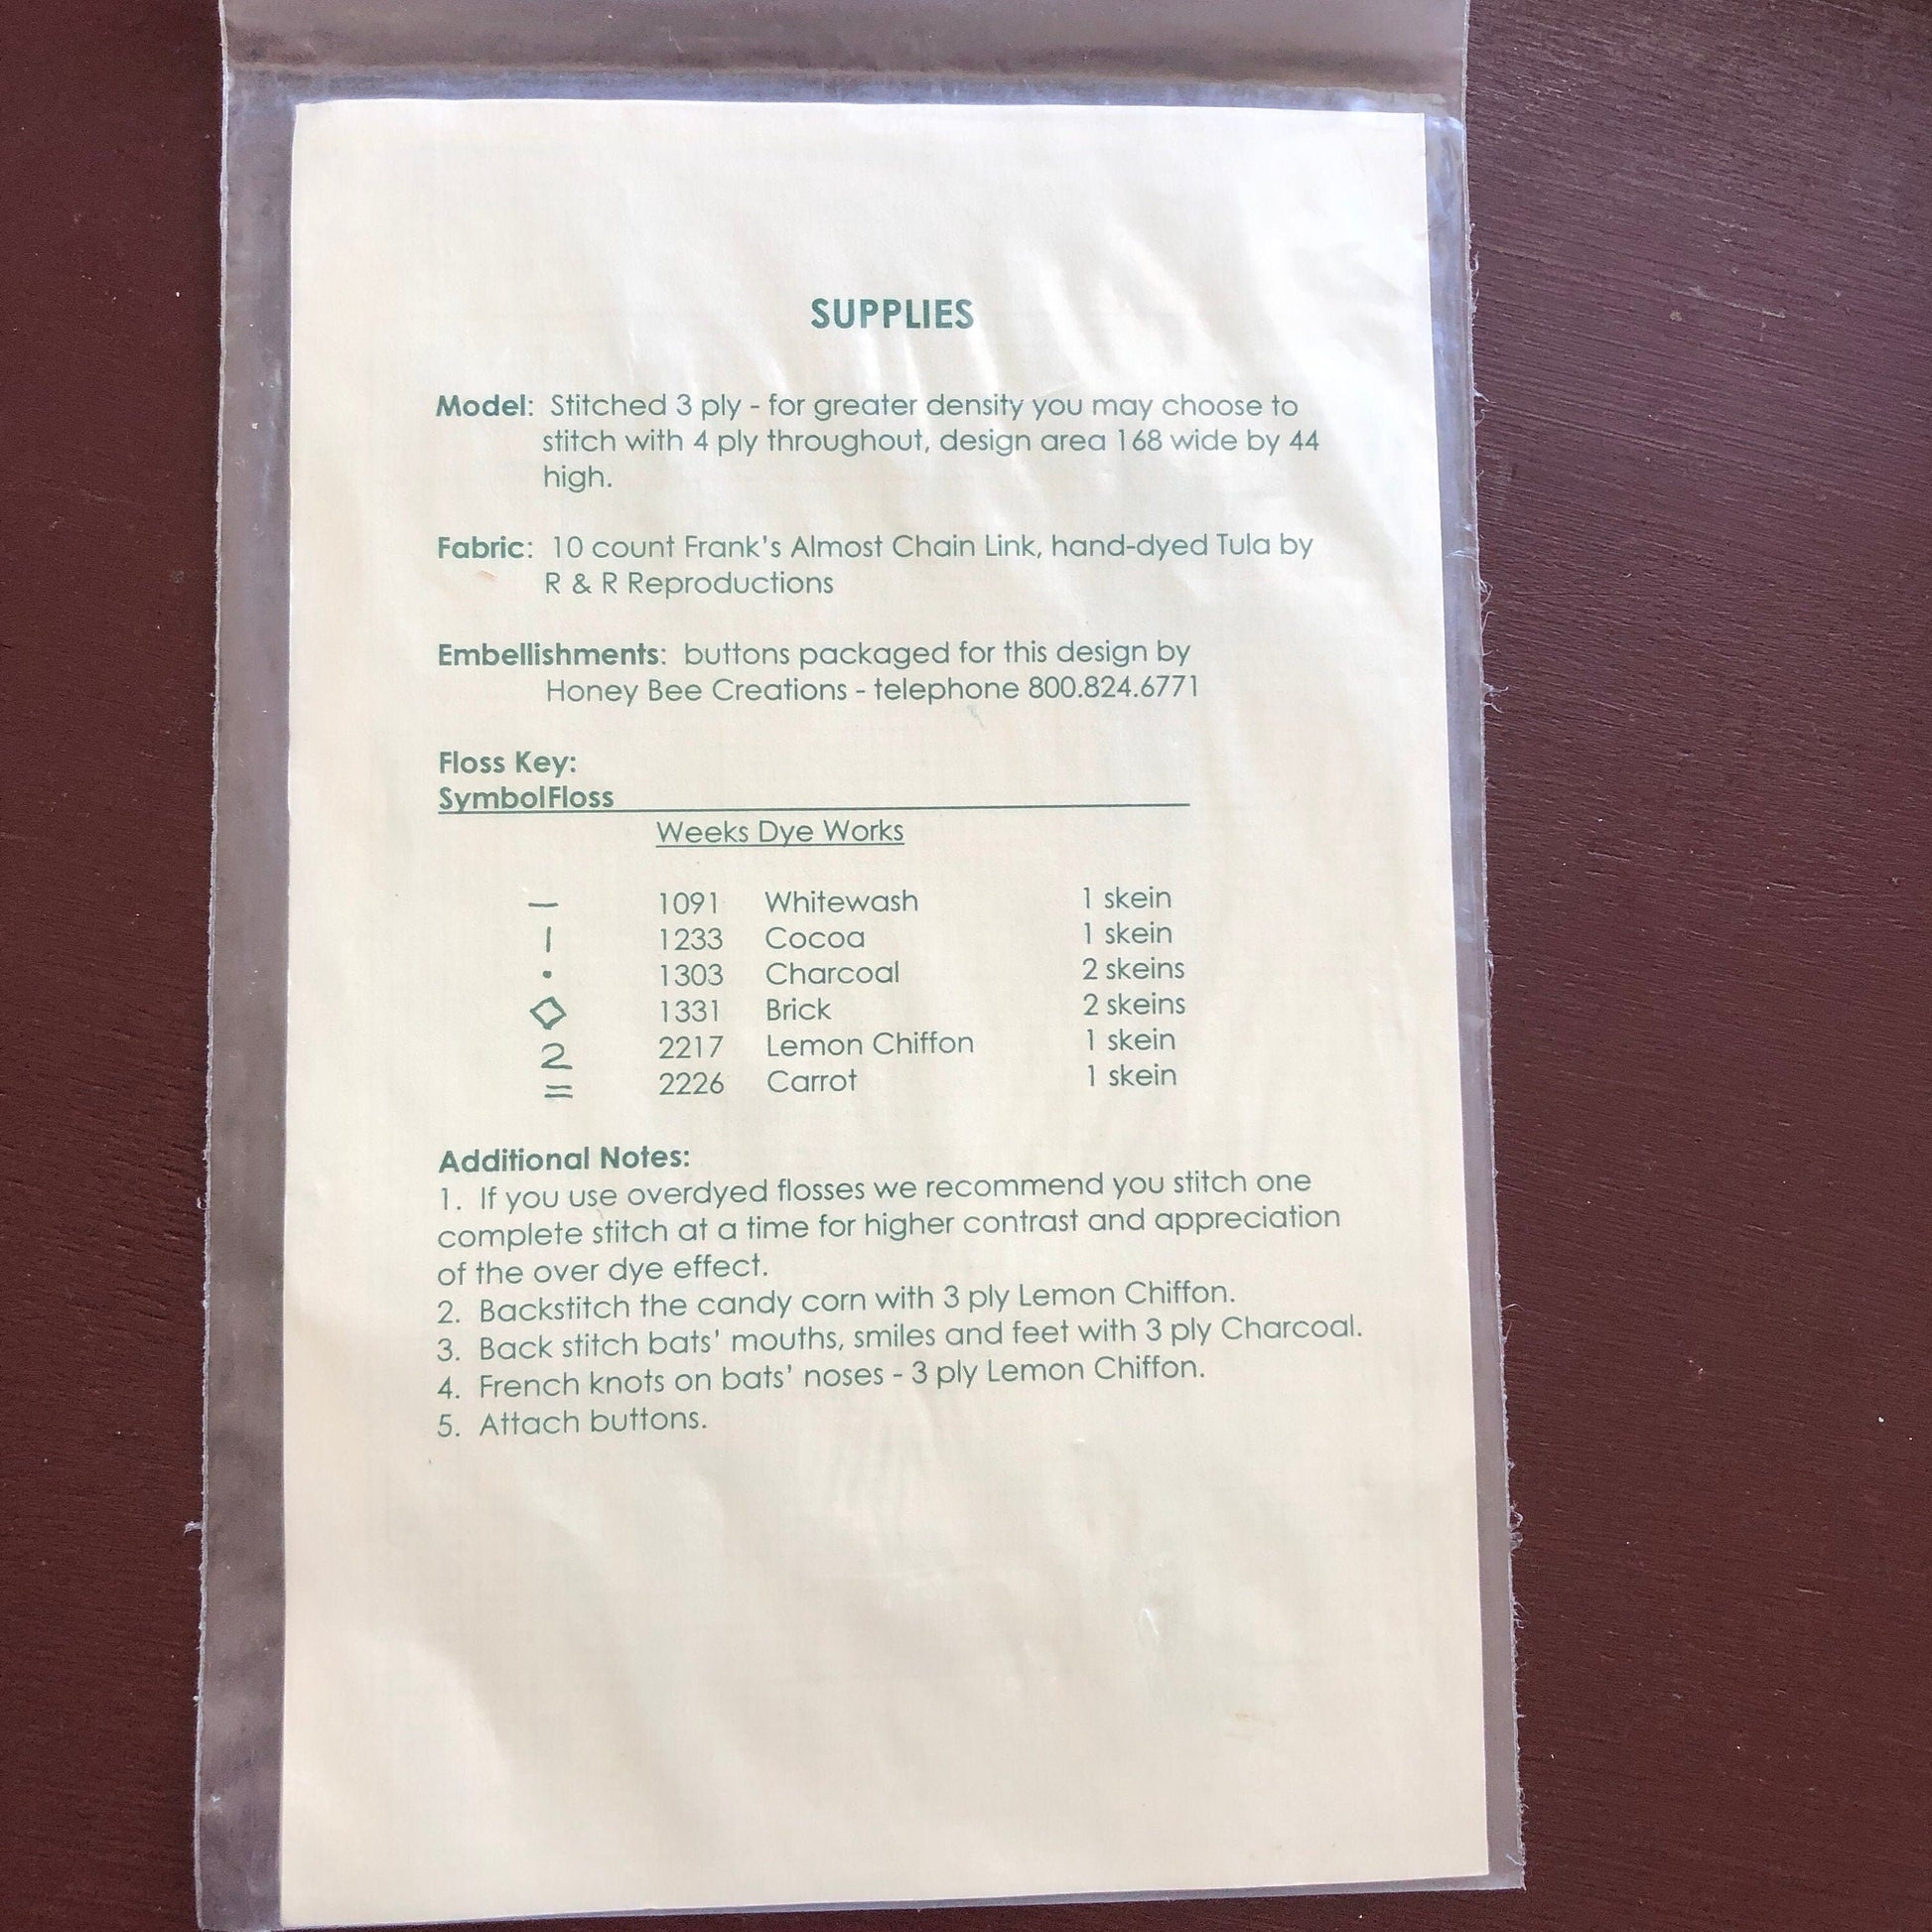 SUPPLIES
Model: Stitched 3 ply - for greater density you may choose to
stitch with 4 ply throughout, design area 168 wide by 44
high.
Fabric: 10 count Frank's Almost Chain Link, hand-dyed Tula by
R & R Reproductions
Embellishments: buttons packaged for this design by
Honey Bee Creations - telephone 800.824.6771
Floss Key:
SymbolFloss
Weeks Dye Works
— 1091 Whitewash 1 skein
| 1233 Cocoa 1 skein
• 1303 Charcoal 2 skeins
◇ 1331 Brick 2 skeins
2 2217 Lemon Chiffon 1 skein
= 2226 Carrot 1 skein
Additional Notes:
1. If you use overdyed flosses we recommend you stitch one
complete stitch at a time for higher contrast and appreciation
of the over dye effect.
2. Backstitch the candy corn with 3 ply Lemon Chiffon.
3. Back stitch bats' mouths, smiles and feet with 3 ply Charcoal.
4. French knots on bats' noses - 3 ply Lemon Chiffon.
5. Attach buttons.